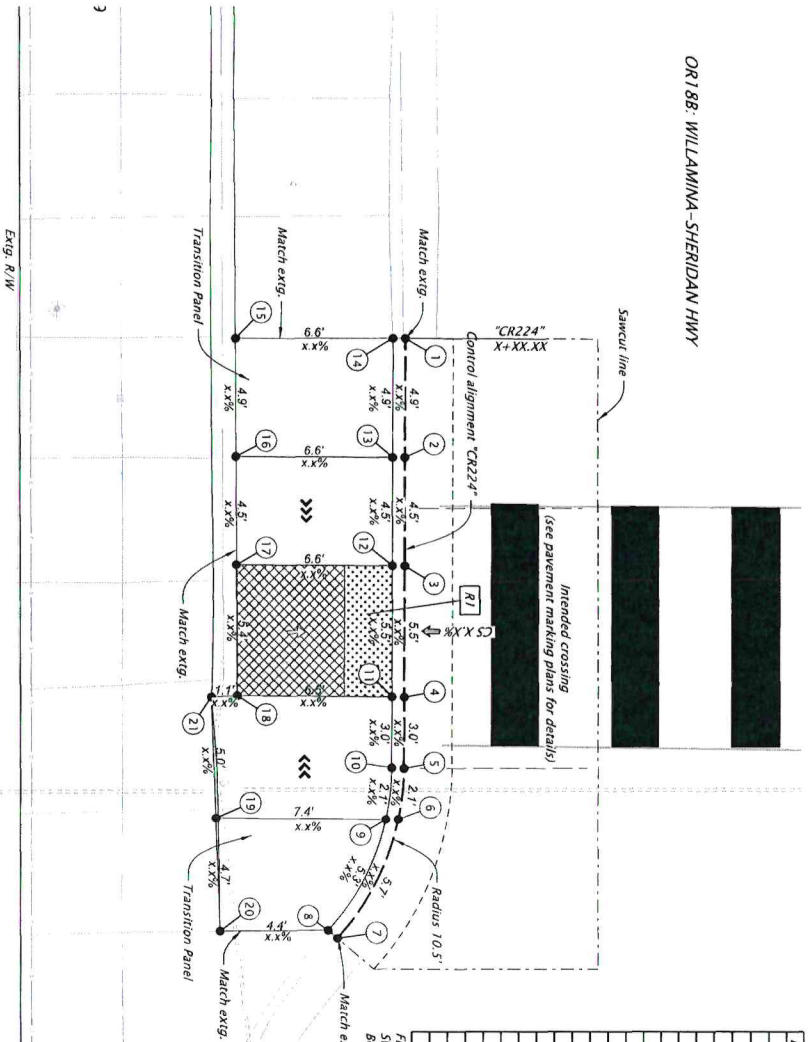 OR18B: WILLAMINA-SHERIDAN HWY
Sawcut line
"CR224"
X+XX.XX
Control alignment "CR224"
Intended crossing
(see pavement marking plans for details)
Match extg.
Match extg.
Transition Panel
Extg. R/W
1
2
3
4
5
6
7
4.9'
x.x%
4.5'
x.x%
5.5'
x.x%
3.0'
x.x%
2.1'
x.x%
5.7'
x.x%
R1
CS X.X%
Radius 10.5'
14
13
12
11
10
9
8
4.9'
x.x%
4.5'
x.x%
5.5'
x.x%
3.0'
x.x%
2.1'
x.x%
5.3'
x.x%
6.6'
x.x%
6.6'
x.x%
6.6'
x.x%
x.x%
7.4'
x.x%
4.4'
x.x%
15
16
17
18
19
20
21
4.9'
x.x%
4.5'
x.x%
5.4'
x.x%
1.1'
x.x%
5.0'
x.x%
4.7'
x.x%
Match extg.
Transition Panel
Match extg.